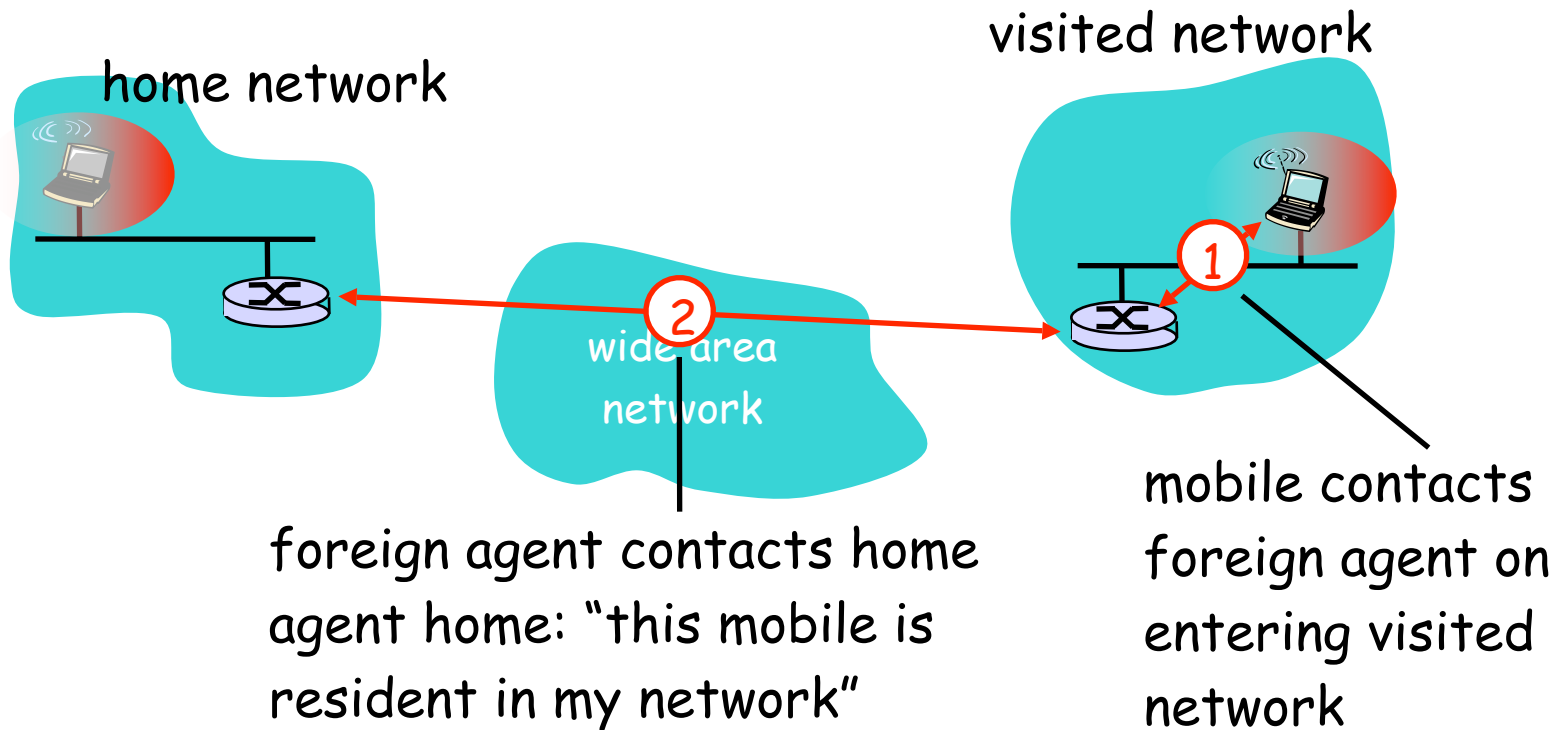 visited network
home network
1
2
wide area
network
foreign agent contacts home
agent home: “this mobile is
resident in my network”
mobile contacts
foreign agent on
entering visited
network